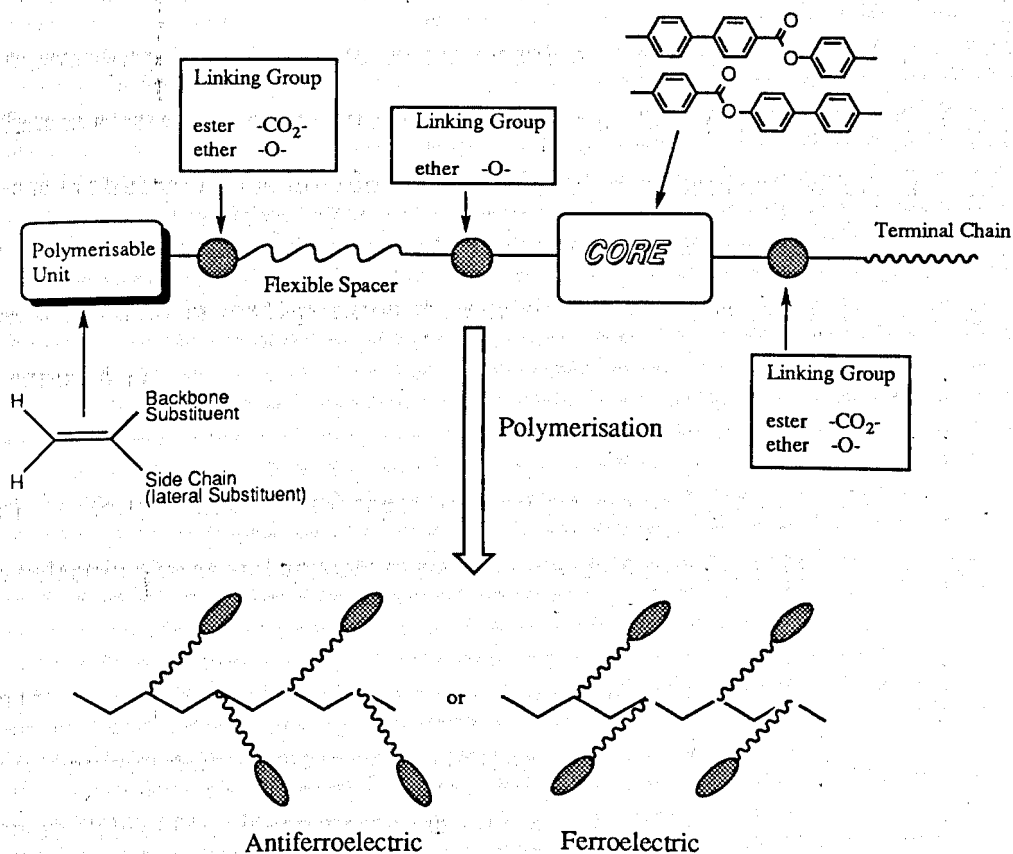 O
O
O
O
Linking Group
ester -CO2-
ether -O-
Linking Group
ether -O-
Polymerisable
Unit
Flexible Spacer
CORE
Terminal Chain
H
H
Backbone
Substituent
Side Chain
(lateral Substituent)
Polymerisation
Linking Group
ester -CO2-
ether -O-
or
Antiferroelectric
Ferroelectric